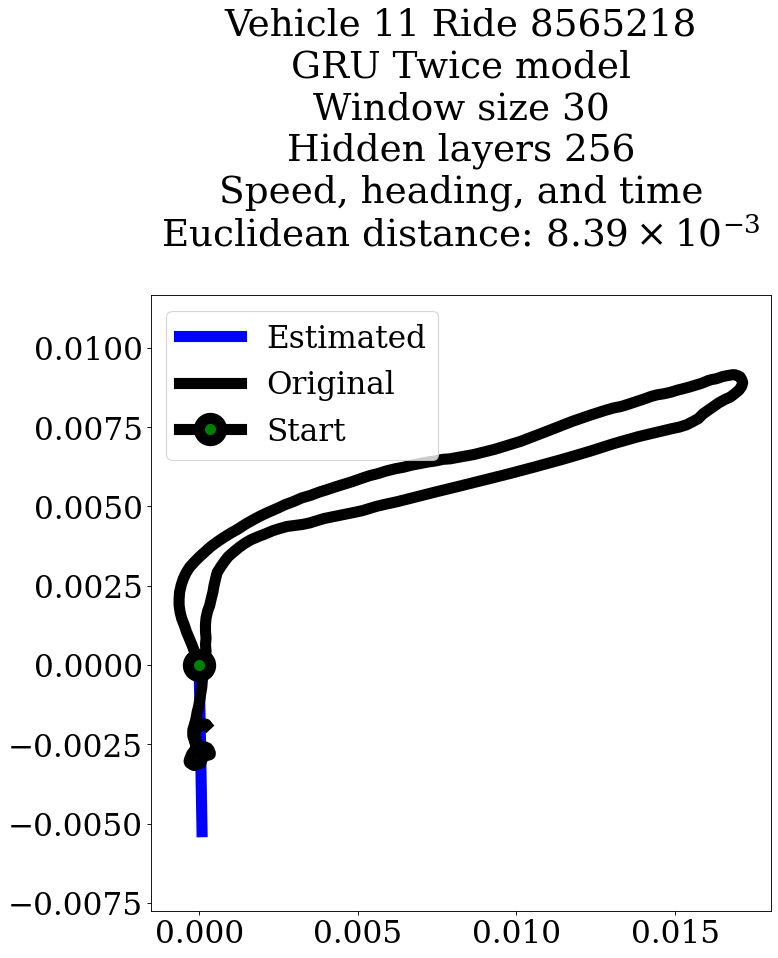 Vehicle 11 Ride 8565218
GRU Twice model
Window size 30
Hidden layers 256
Speed, heading, and time
Euclidean distance: 8.39 × 10⁻³
Estimated
Original
Start
0.0100
0.0075
0.0050
0.0025
0.0000
−0.0025
−0.0050
−0.0075
0.000 0.005 0.010 0.015